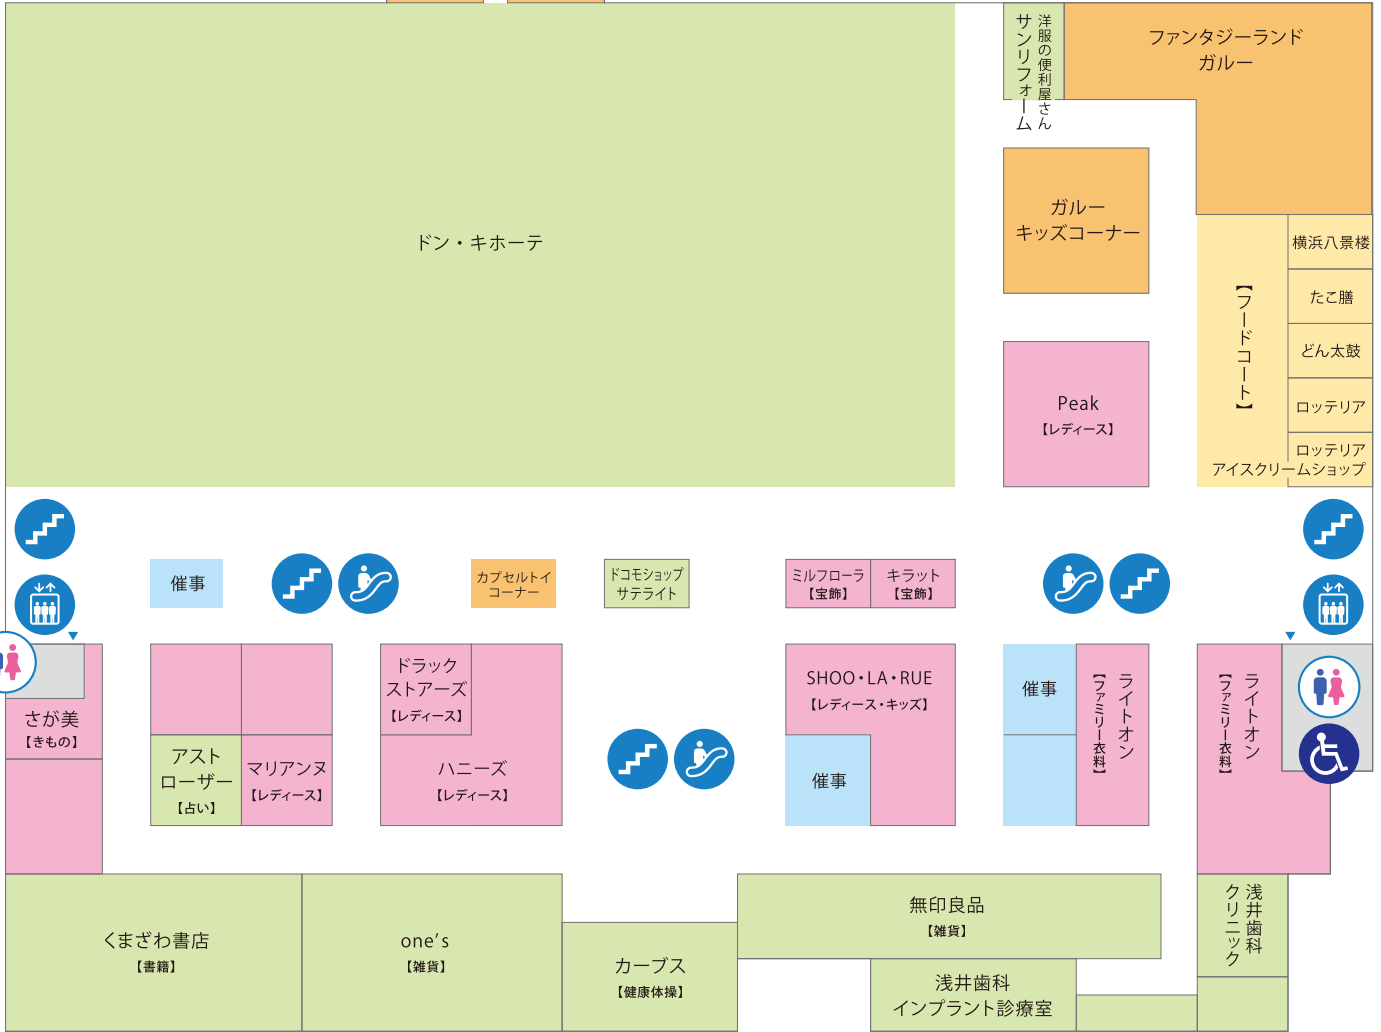 洋服の便利屋さん
サンリフォーム
ファンタジーランド
ガルー
ドン・キホーテ
ガルー
キッズコーナー
【フードコート】
横浜八景楼
たこ膳
どん太鼓
ロッテリア
ロッテリア
アイスクリームショップ
Peak
【レディース】
催事
カプセルトイ
コーナー
ドコモショップ
サテライト
ミルフローラ
【宝飾】
キラット
【宝飾】
さが美
【きもの】
アスト
ローザー
【占い】
マリアンヌ
【レディース】
ドラック
ストアーズ
【レディース】
ハニーズ
【レディース】
SHOO・LA・RUE
【レディース・キッズ】
催事
催事
ライトオン
【ファミリー衣料】
ライトオン
【ファミリー衣料】
くまざわ書店
【書籍】
one's
【雑貨】
カーブス
【健康体操】
無印良品
【雑貨】
浅井歯科
インプラント診療室
浅井歯科
クリニック